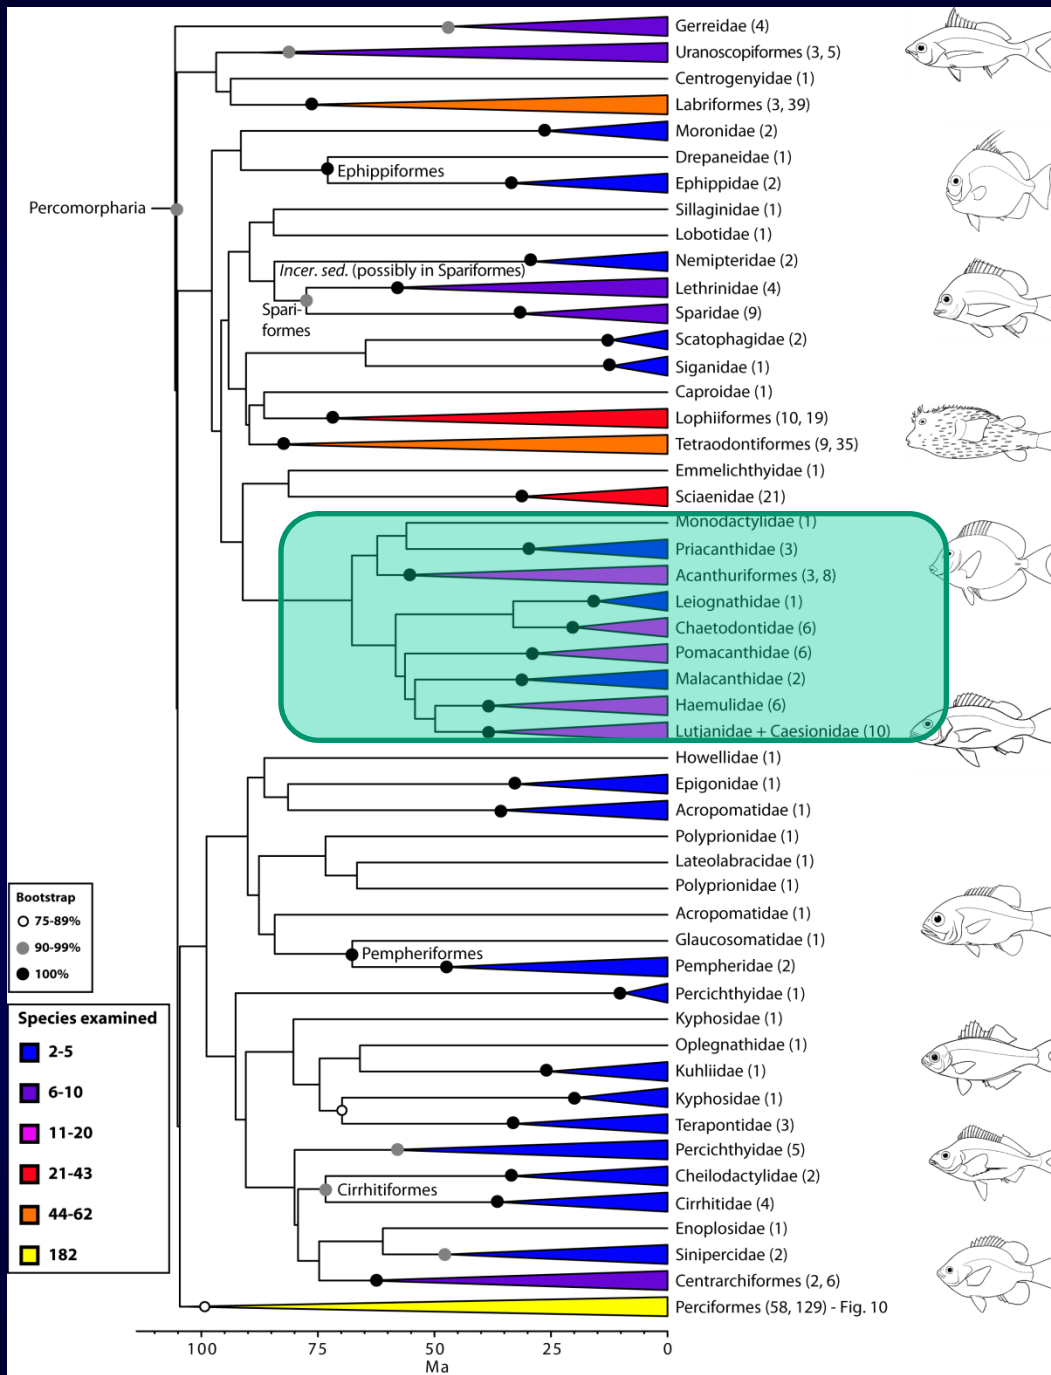 Gerreidae (4)
Uranoscopiformes (3, 5)
Centrogenyidae (1)
Labriformes (3, 39)
Moronidae (2)
Drepaneidae (1)
Ephippiformes
Ephippidae (2)
Percomorpharia
Sillaginidae (1)
Lobotidae (1)
Nemipteridae (2)
Incer. sed. (possibly in Spariformes)
Lethrinidae (4)
Spari-
formes
Sparidae (9)
Scatophagidae (2)
Siganidae (1)
Caproidae (1)
Lophiiformes (10, 19)
Tetraodontiformes (9, 35)
Emmelichthyidae (1)
Sciaenidae (21)
Monodactylidae (1)
Priacanthidae (3)
Acanthuriformes (3, 8)
Leiognathidae (1)
Chaetodontidae (6)
Pomacanthidae (6)
Malacanthidae (2)
Haemulidae (6)
Lutjanidae + Caesionidae (10)
Howellidae (1)
Epigonidae (1)
Acropomatidae (1)
Polyprionidae (1)
Lateolabracidae (1)
Polyprionidae (1)
Acropomatidae (1)
Glaucosomatidae (1)
Pempheriformes
Pempheridae (2)
Percichthyidae (1)
Kyphosidae (1)
Oplegnathidae (1)
Kuhliidae (1)
Kyphosidae (1)
Terapontidae (3)
Percichthyidae (5)
Cheilodactylidae (2)
Cirrhitiformes
Cirrhitidae (4)
Enoplosidae (1)
Sinipercidae (2)
Centrarchiformes (2, 6)
Perciformes (58, 129) - Fig. 10
Bootstrap
75-89%
90-99%
100%
Species examined
2-5
6-10
11-20
21-43
44-62
182
100 75 50 25 0
Ma